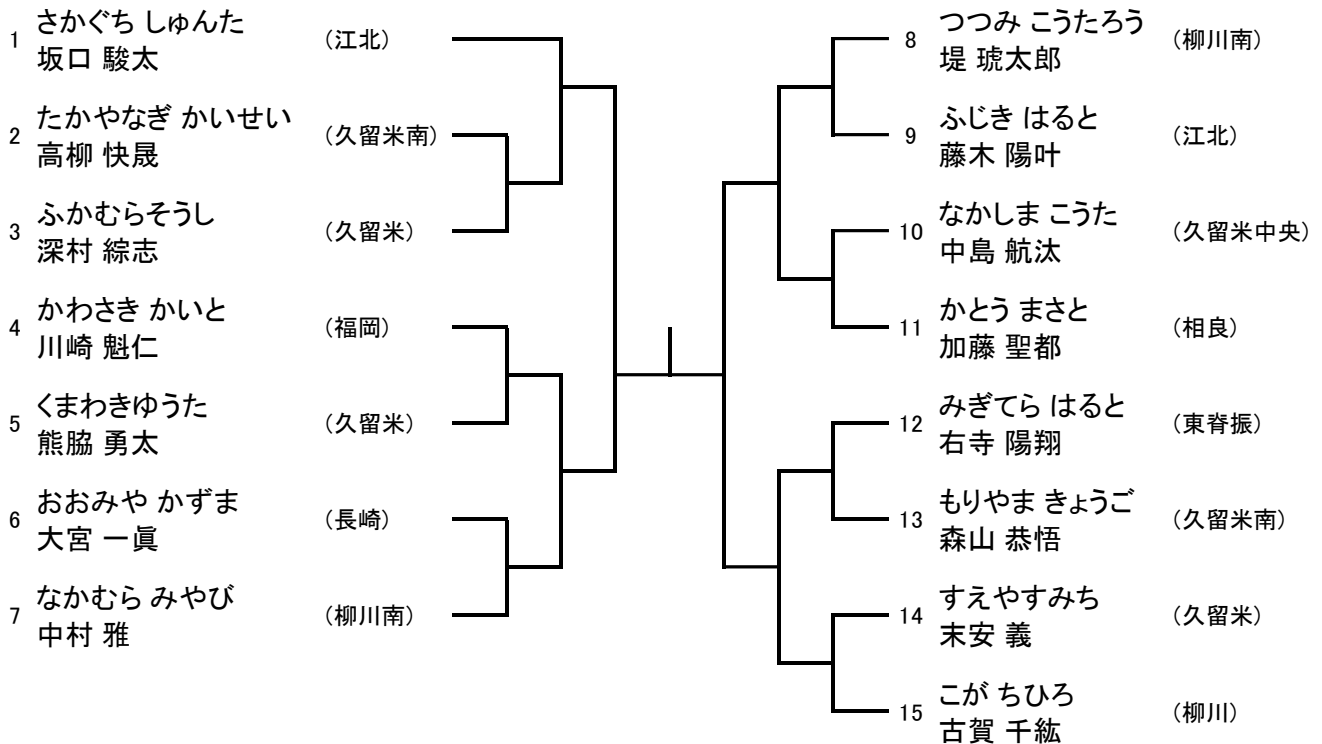 さかぐち しゅんた
1 坂口 駿太 (江北)
たかやなぎ かいせい
2 高柳 快晟 (久留米南)
ふかむらそうし
3 深村 綜志 (久留米)
かわさき かいと
4 川崎 魁仁 (福岡)
くまわきゆうた
5 熊脇 勇太 (久留米)
おおみや かずま
6 大宮 一眞 (長崎)
なかむら みやび
7 中村 雅 (柳川南)
つつみ こうたろう
8 堤 琥太郎 (柳川南)
ふじき はると
9 藤木 陽叶 (江北)
なかしま こうた
10 中島 航汰 (久留米中央)
かとう まさと
11 加藤 聖都 (相良)
みぎてら はると
12 右寺 陽翔 (東脊振)
もりやま きょうご
13 森山 恭悟 (久留米南)
すえやすみち
14 末安 義 (久留米)
こが ちひろ
15 古賀 千紘 (柳川)